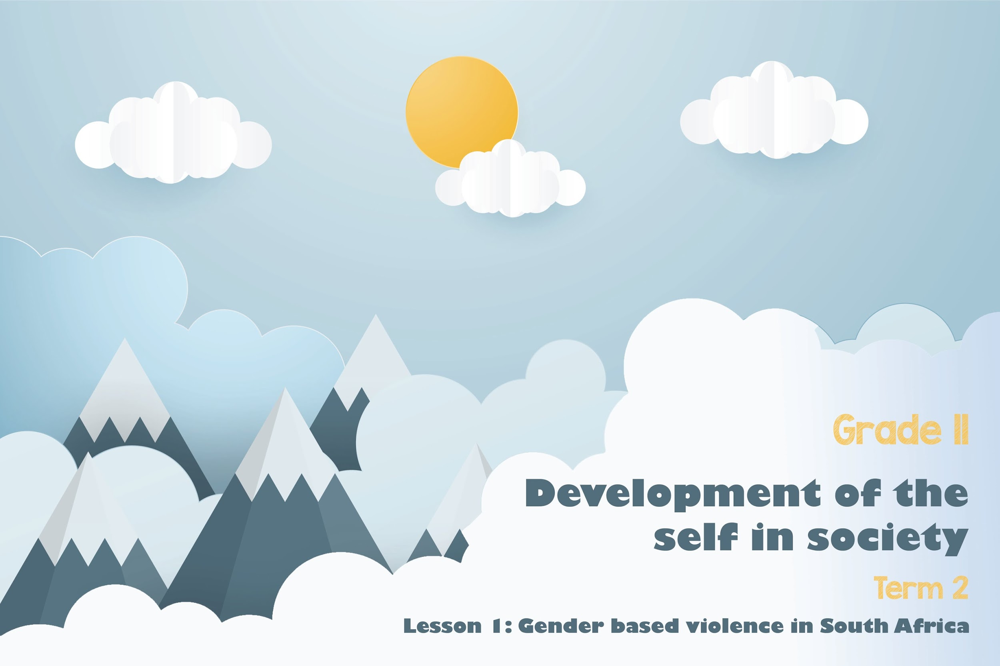 Grade 11
Development of the
self in society
Term 2
Lesson 1: Gender based violence in South Africa